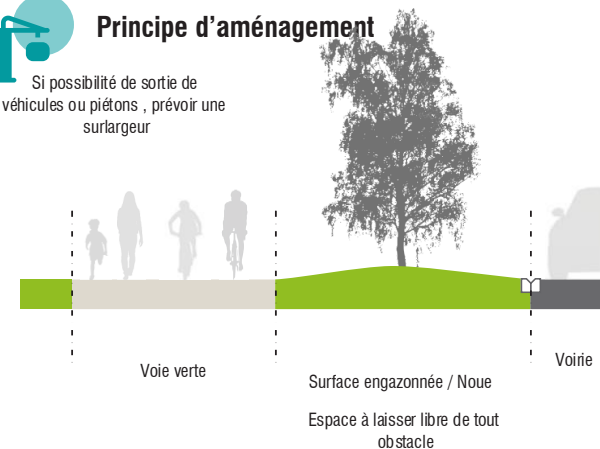 Principe d’aménagement
Si possibilité de sortie de
véhicules ou piétons , prévoir une
surlargeur
Voie verte
Surface engazonnée / Noue
Espace à laisser libre de tout
obstacle
Voirie